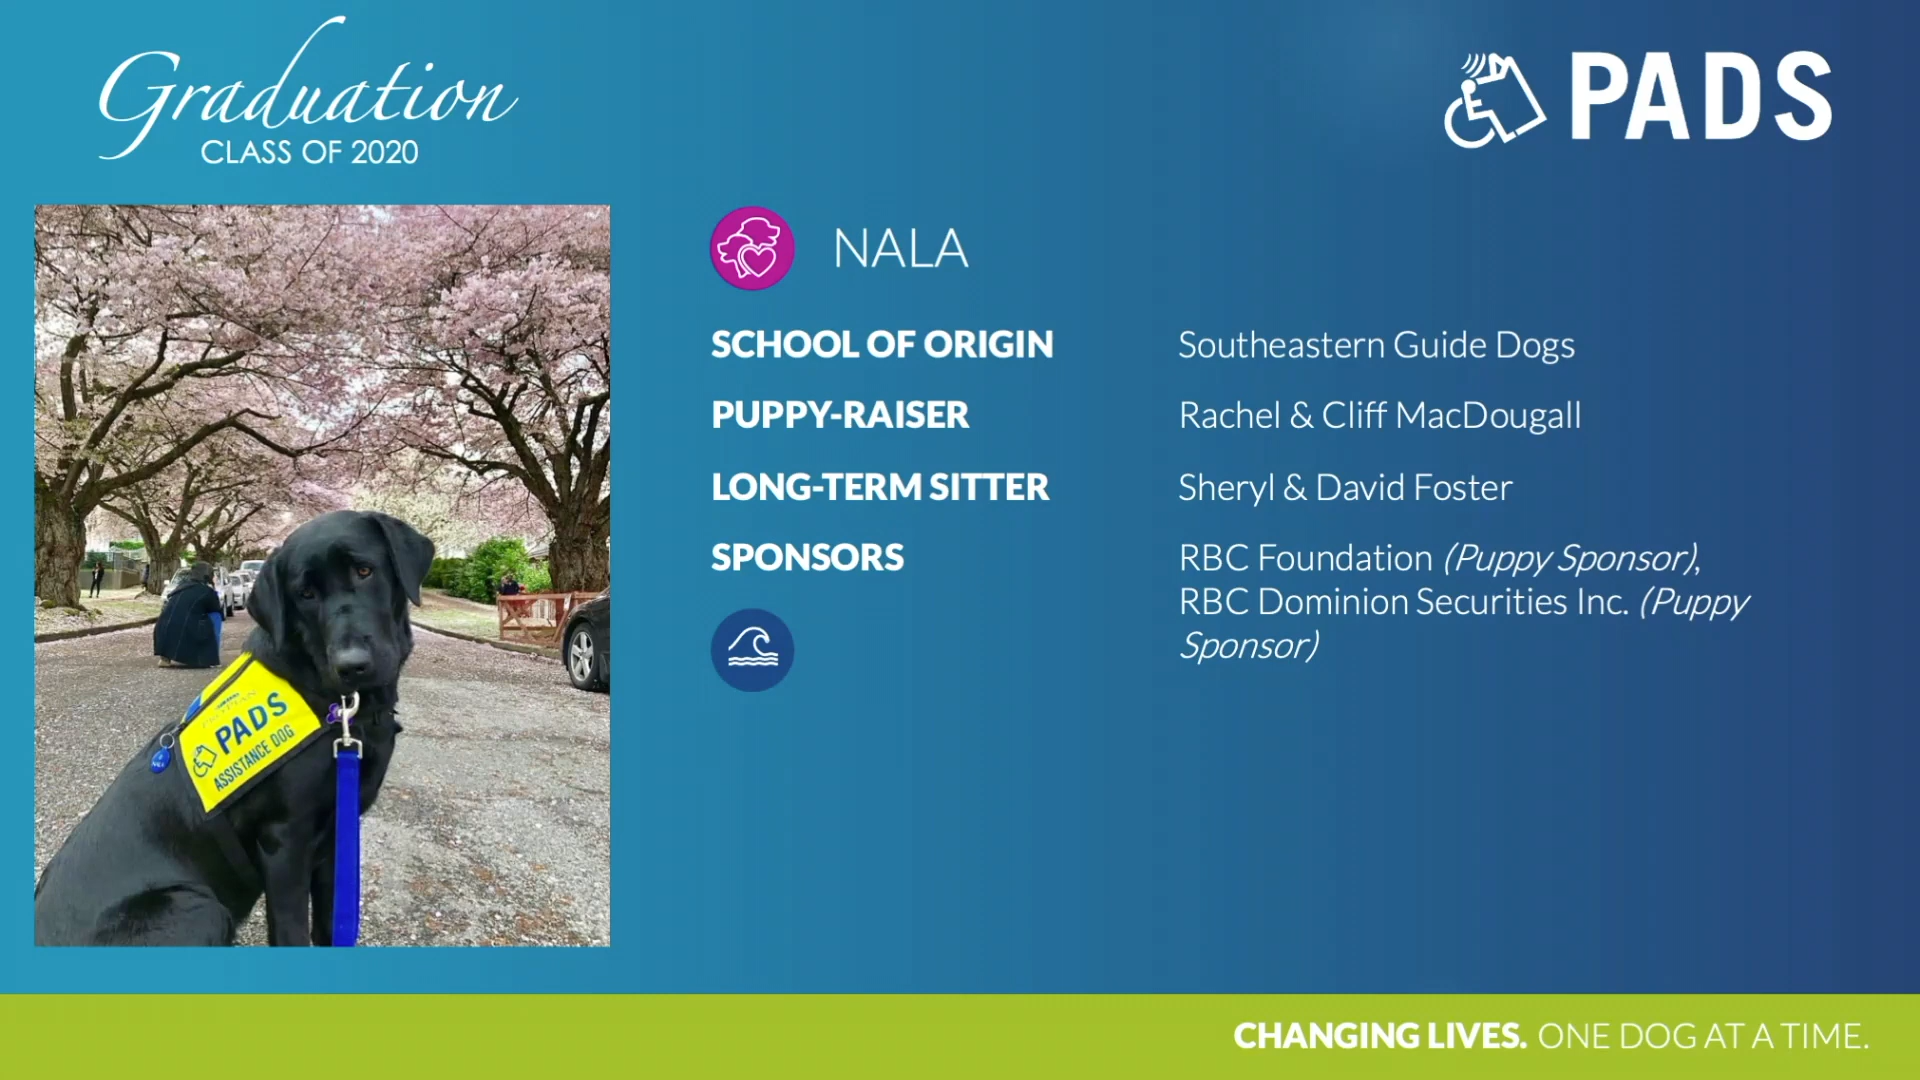 Graduation
CLASS OF 2020
PADS
NALA
SCHOOL OF ORIGIN Southeastern Guide Dogs
PUPPY-RAISER Rachel & Cliff MacDougall
LONG-TERM SITTER Sheryl & David Foster
SPONSORS RBC Foundation (Puppy Sponsor),
RBC Dominion Securities Inc. (Puppy
Sponsor)
PADS
ASSISTANCE DOG
CHANGING LIVES. ONE DOG AT A TIME.